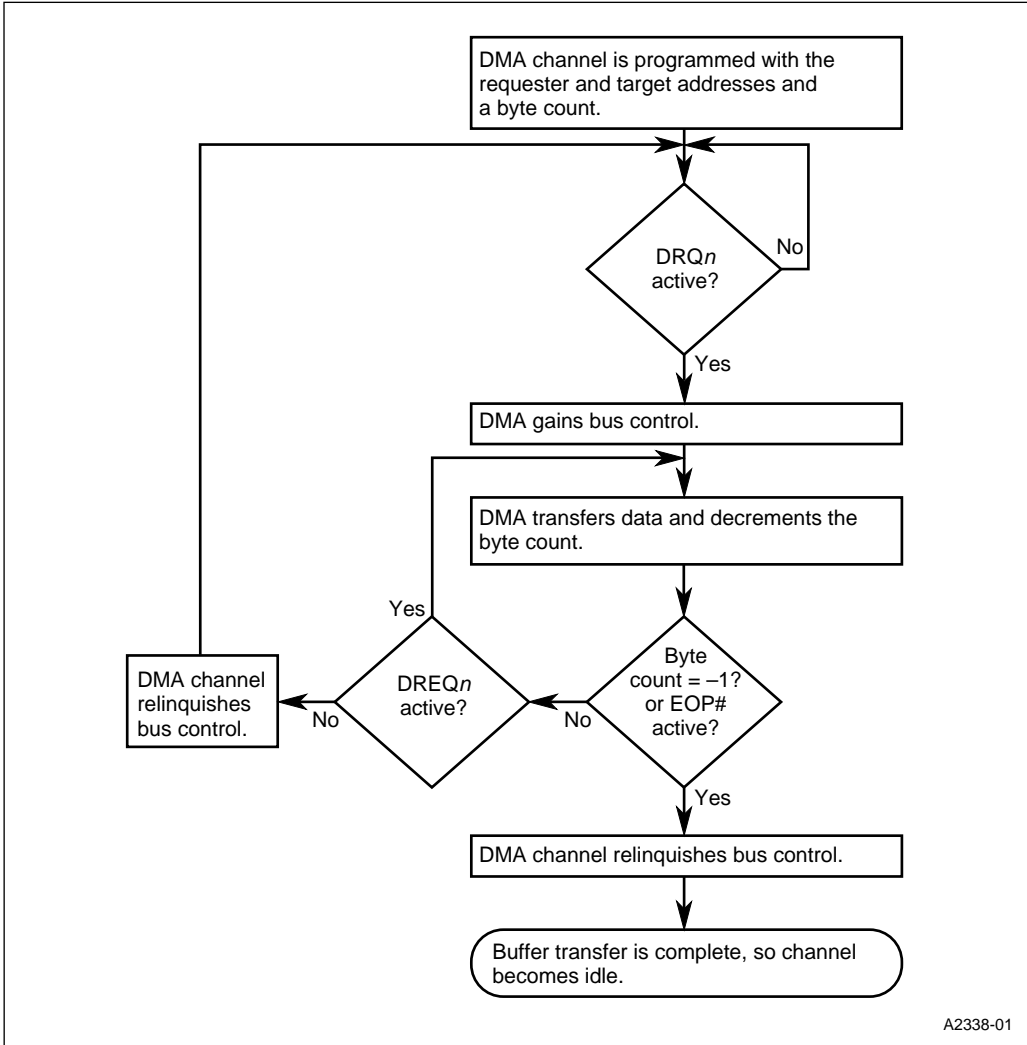 DMA channel is programmed with the
requester and target addresses and
a byte count.
DRQn
active?
No
Yes
DMA gains bus control.
DMA transfers data and decrements the
byte count.
Byte
count = –1?
or EOP#
active?
No
DREQn
active?
Yes
No
DMA channel
relinquishes
bus control.
Yes
DMA channel relinquishes bus control.
Buffer transfer is complete, so channel
becomes idle.
A2338-01